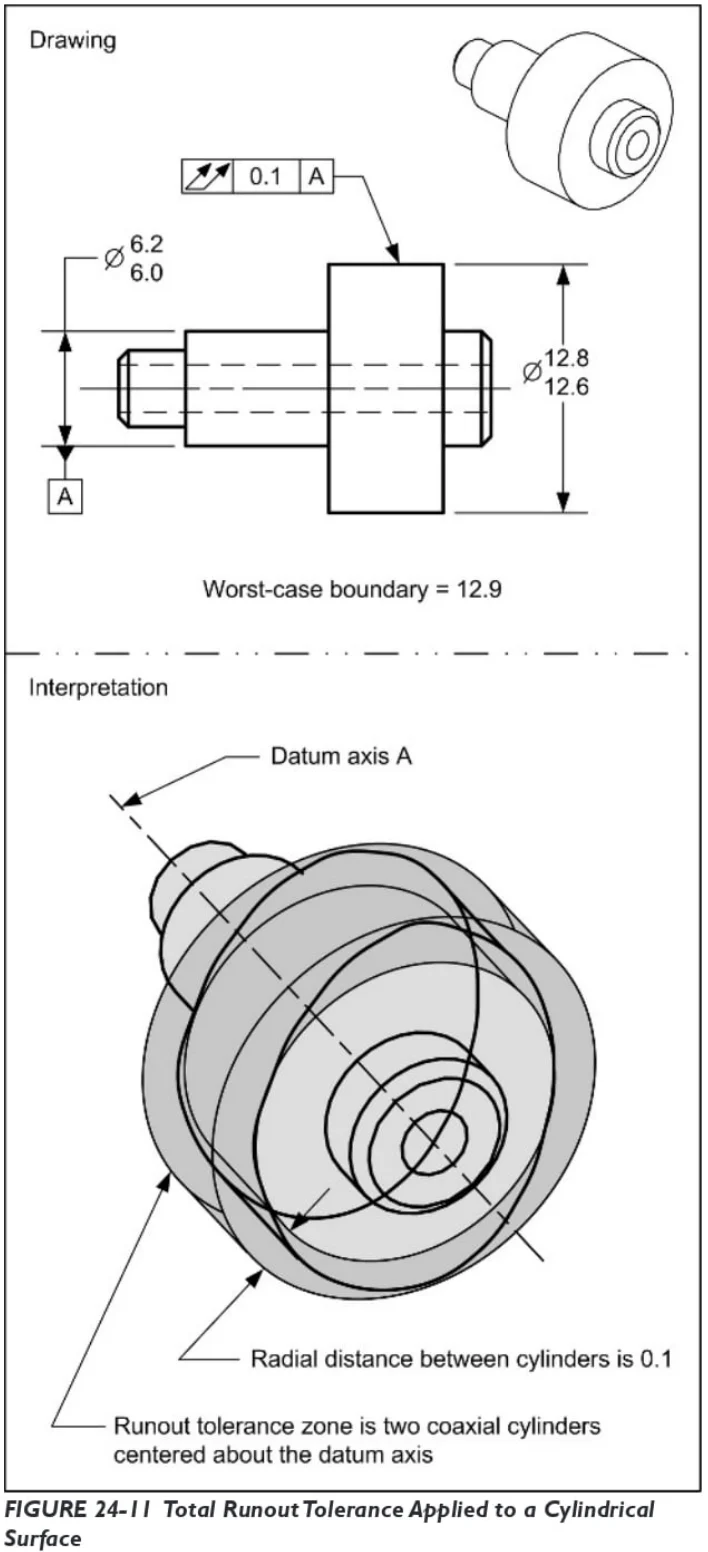 Drawing
0.1 A
⌀ 6.2
6.0
⌀ 12.8
12.6
A
Worst-case boundary = 12.9
Interpretation
Datum axis A
Radial distance between cylinders is 0.1
Runout tolerance zone is two coaxial cylinders
centered about the datum axis
FIGURE 24-11 Total Runout Tolerance Applied to a Cylindrical
Surface